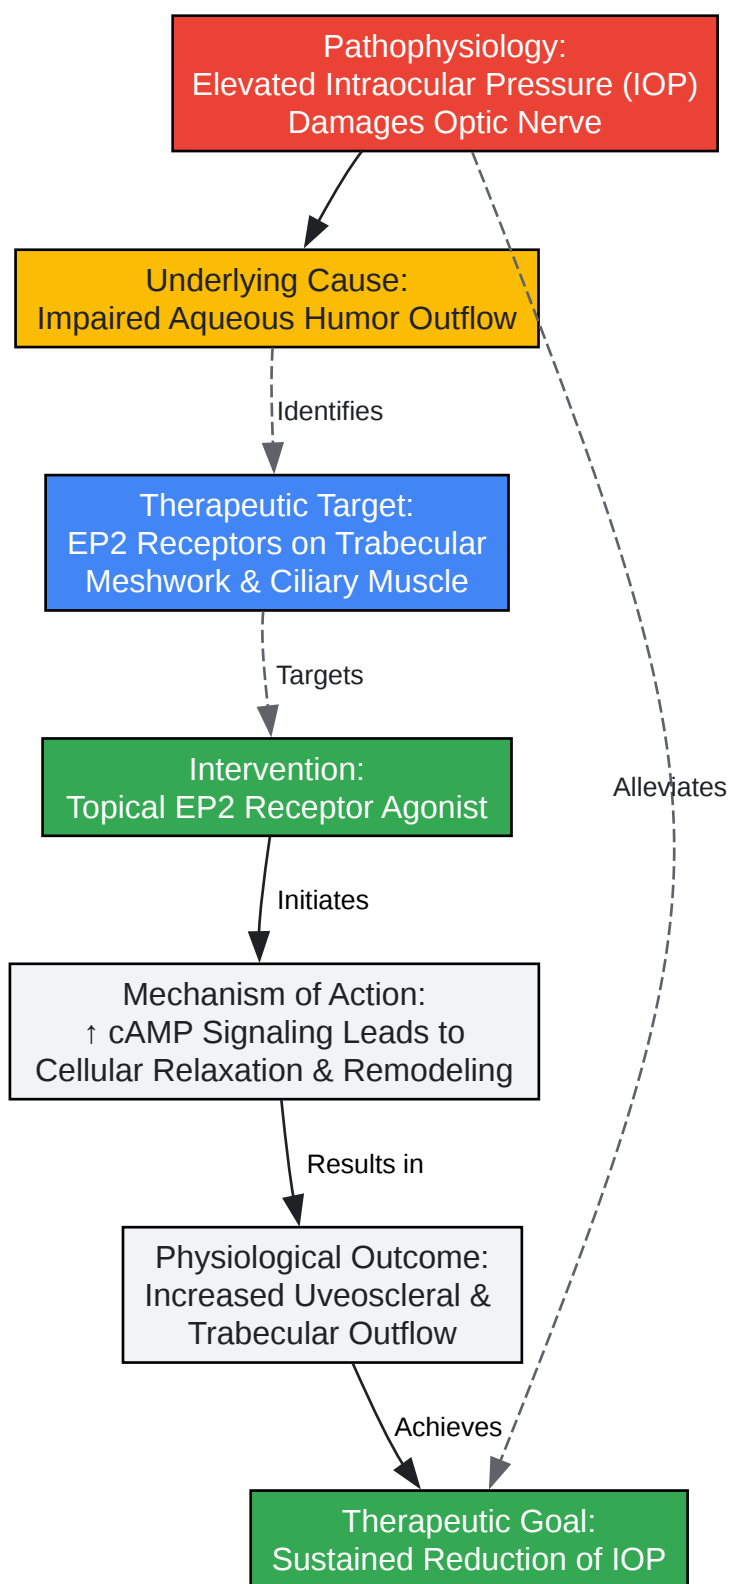 Pathophysiology:
Elevated Intraocular Pressure (IOP)
Damages Optic Nerve
Underlying Cause:
Impaired Aqueous Humor Outflow
Identifies
Therapeutic Target:
EP2 Receptors on Trabecular
Meshwork & Ciliary Muscle
Targets
Intervention:
Topical EP2 Receptor Agonist
Alleviates
Initiates
Mechanism of Action:
↑ cAMP Signaling Leads to
Cellular Relaxation & Remodeling
Results in
Physiological Outcome:
Increased Uveoscleral &
Trabecular Outflow
Achieves
Therapeutic Goal:
Sustained Reduction of IOP